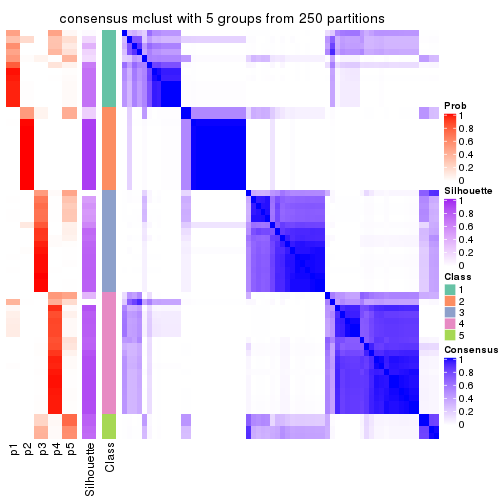 consensus mclust with 5 groups from 250 partitions
Prob
1
0.8
0.6
0.4
0.2
0
Silhouette
1
0.8
0.6
0.4
0.2
0
Class
1
2
3
4
5
Consensus
1
0.8
0.6
0.4
0.2
0
p1
p2
p3
p4
p5
Silhouette
Class